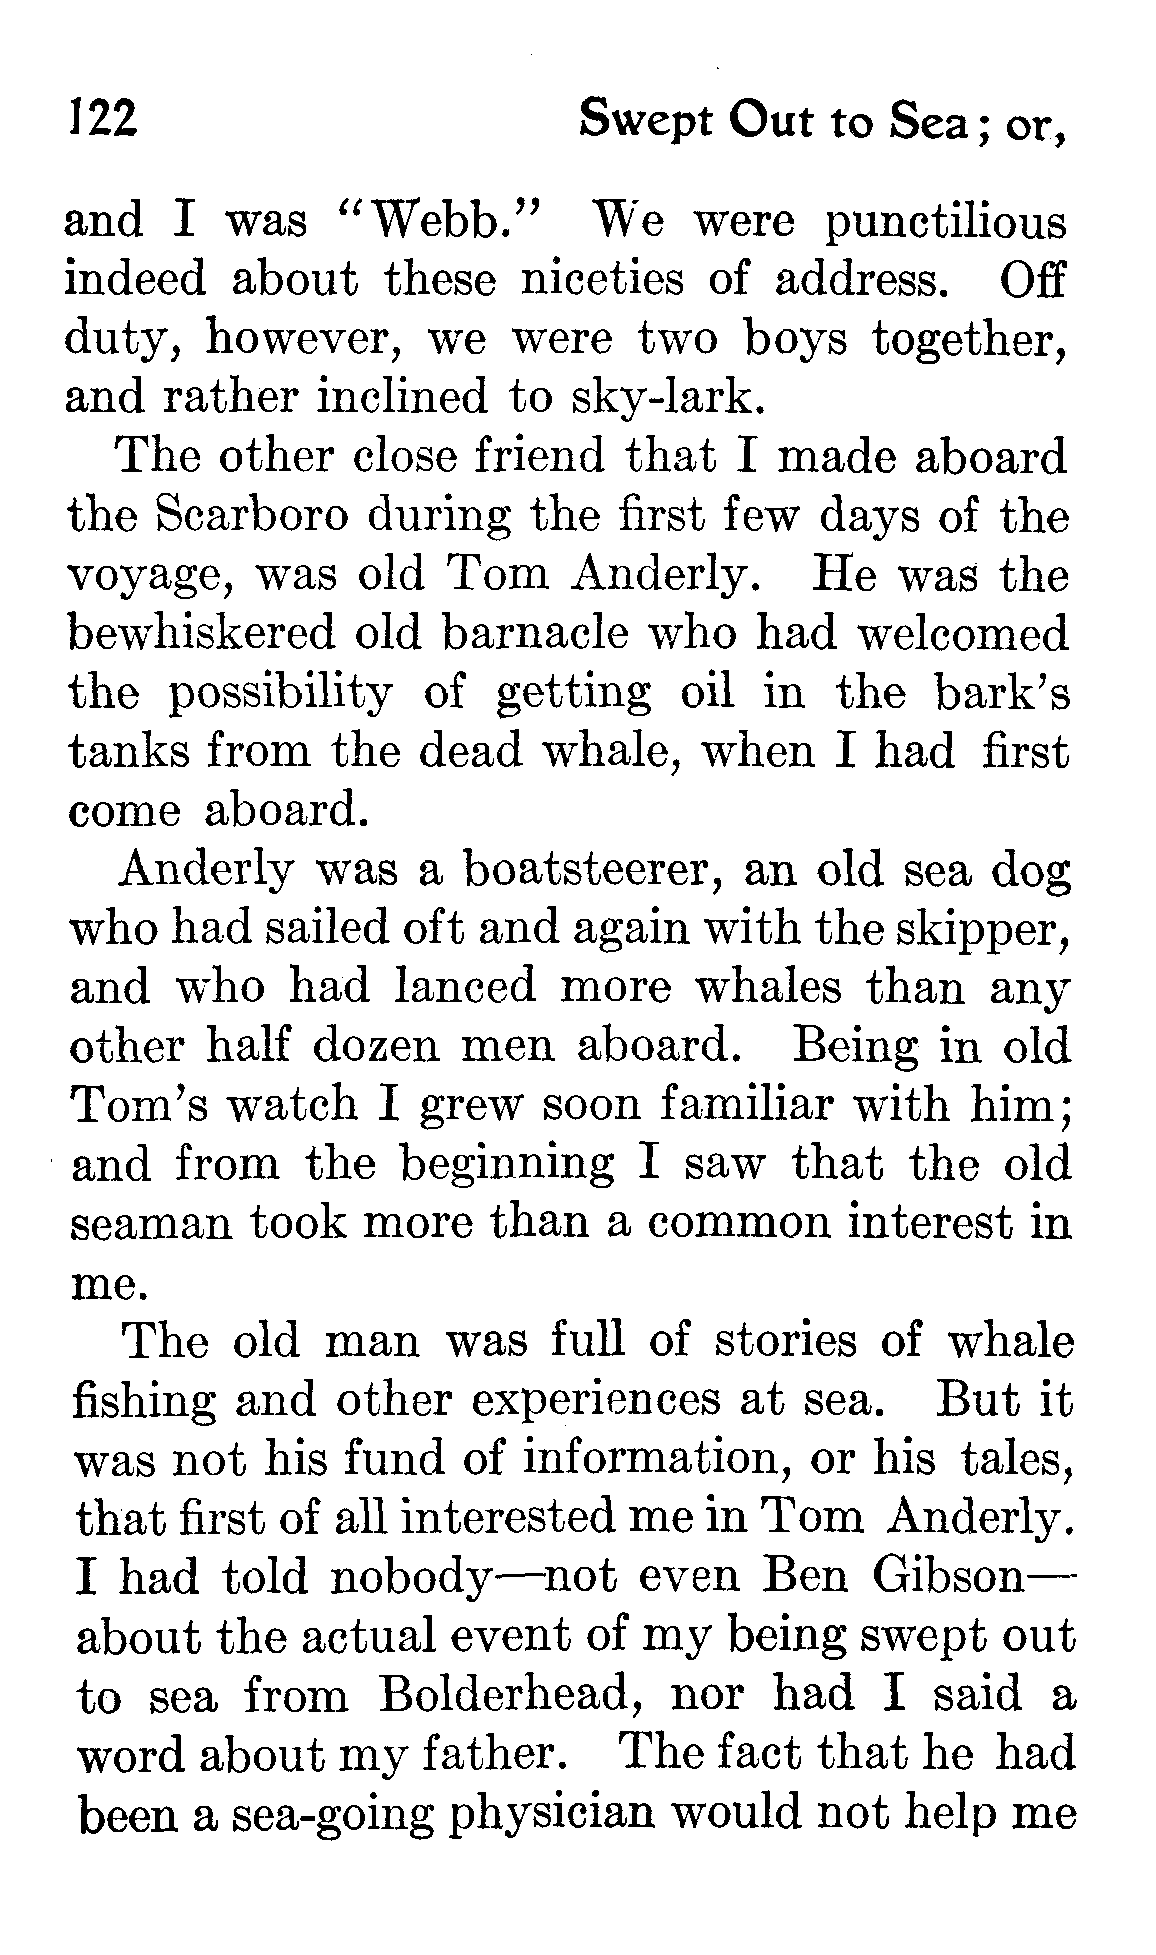 122 Swept Out to Sea; or,
and I was “Webb.” We were punctilious
indeed about these niceties of address. Off
duty, however, we were two boys together,
and rather inclined to sky-lark.
The other close friend that I made aboard
the Scarboro during the first few days of the
voyage, was old Tom Anderly. He was the
bewhiskered old barnacle who had welcomed
the possibility of getting oil in the bark’s
tanks from the dead whale, when I had first
come aboard.
Anderly was a boatsteerer, an old sea dog
who had sailed oft and again with the skipper,
and who had lanced more whales than any
other half dozen men aboard. Being in old
Tom’s watch I grew soon familiar with him;
and from the beginning I saw that the old
seaman took more than a common interest in
me.
The old man was full of stories of whale
fishing and other experiences at sea. But it
was not his fund of information, or his tales,
that first of all interested me in Tom Anderly.
I had told nobody—not even Ben Gibson—
about the actual event of my being swept out
to sea from Bolderhead, nor had I said a
word about my father. The fact that he had
been a sea-going physician would not help me